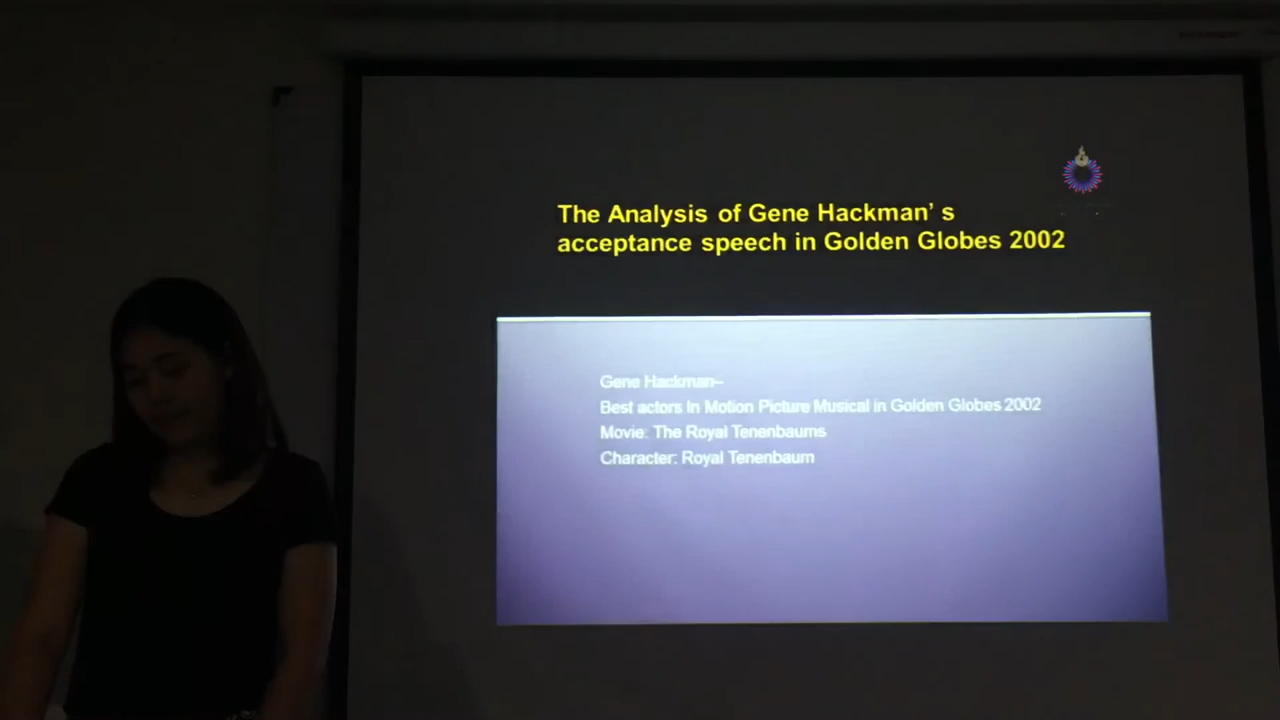 The Analysis of Gene Hackman’ s
acceptance speech in Golden Globes 2002
Gene Hackman–
Best actors In Motion Picture Musical in Golden Globes 2002
Movie: The Royal Tenenbaums
Character: Royal Tenenbaum